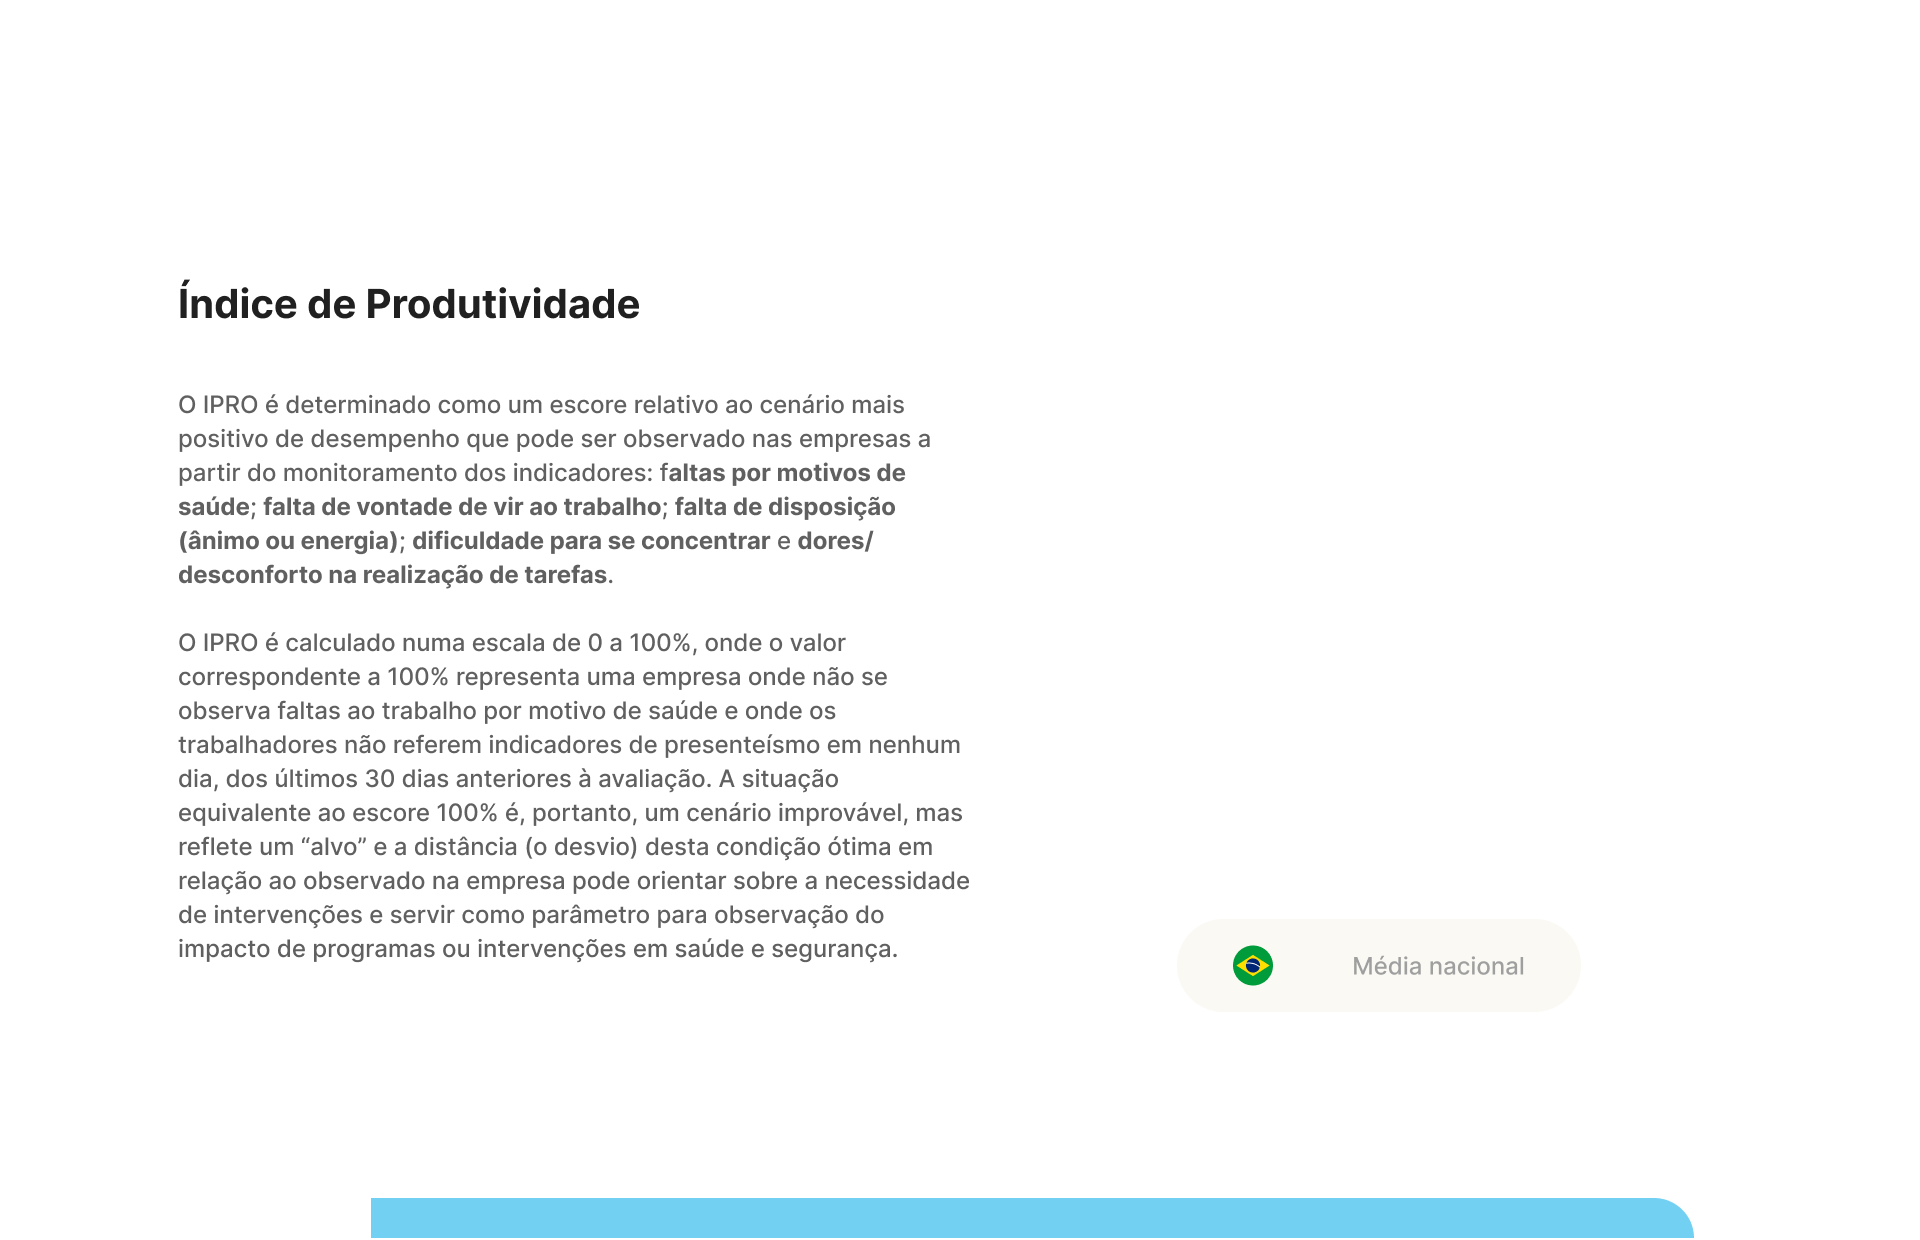 Índice de Produtividade
O IPRO é determinado como um escore relativo ao cenário mais
positivo de desempenho que pode ser observado nas empresas a
partir do monitoramento dos indicadores: faltas por motivos de
saúde; falta de vontade de vir ao trabalho; falta de disposição
(ânimo ou energia); dificuldade para se concentrar e dores/
desconforto na realização de tarefas.
O IPRO é calculado numa escala de 0 a 100%, onde o valor
correspondente a 100% representa uma empresa onde não se
observa faltas ao trabalho por motivo de saúde e onde os
trabalhadores não referem indicadores de presenteísmo em nenhum
dia, dos últimos 30 dias anteriores à avaliação. A situação
equivalente ao escore 100% é, portanto, um cenário improvável, mas
reflete um “alvo” e a distância (o desvio) desta condição ótima em
relação ao observado na empresa pode orientar sobre a necessidade
de intervenções e servir como parâmetro para observação do
impacto de programas ou intervenções em saúde e segurança.
Média nacional